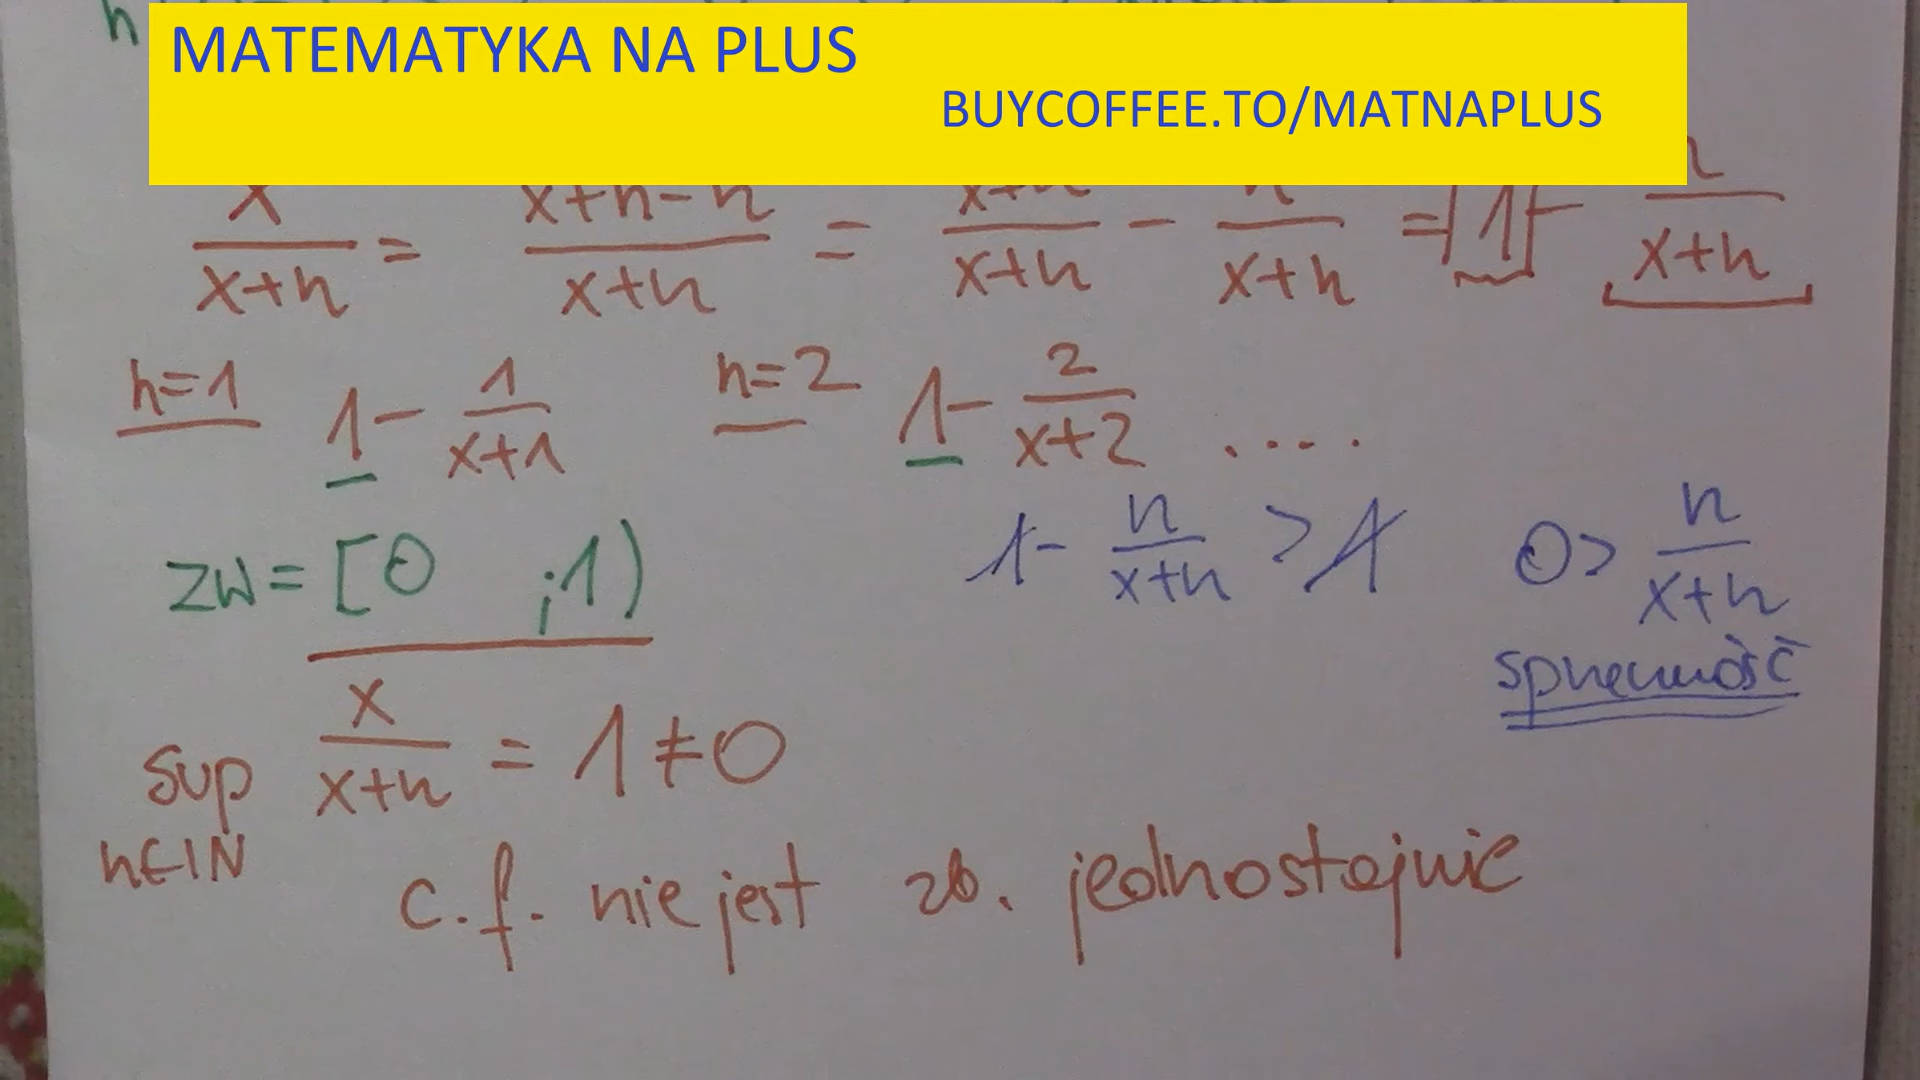 MATEMATYKA NA PLUS
BUYCOFFEE.TO/MATNAPLUS
x/(x+n) = (x+n-n)/(x+n) = (x+n)/(x+n) - n/(x+n) = 1 - n/(x+n)
n=1 1 - 1/(x+1) n=2 1 - 2/(x+2) ....
1 - n/(x+n) > 1 0 > n/(x+n)
zw = [0 ;1)
sprzeczność
sup x/(x+n) = 1 ≠ 0
n∈IN
c.f. nie jest zb. jednostajnie